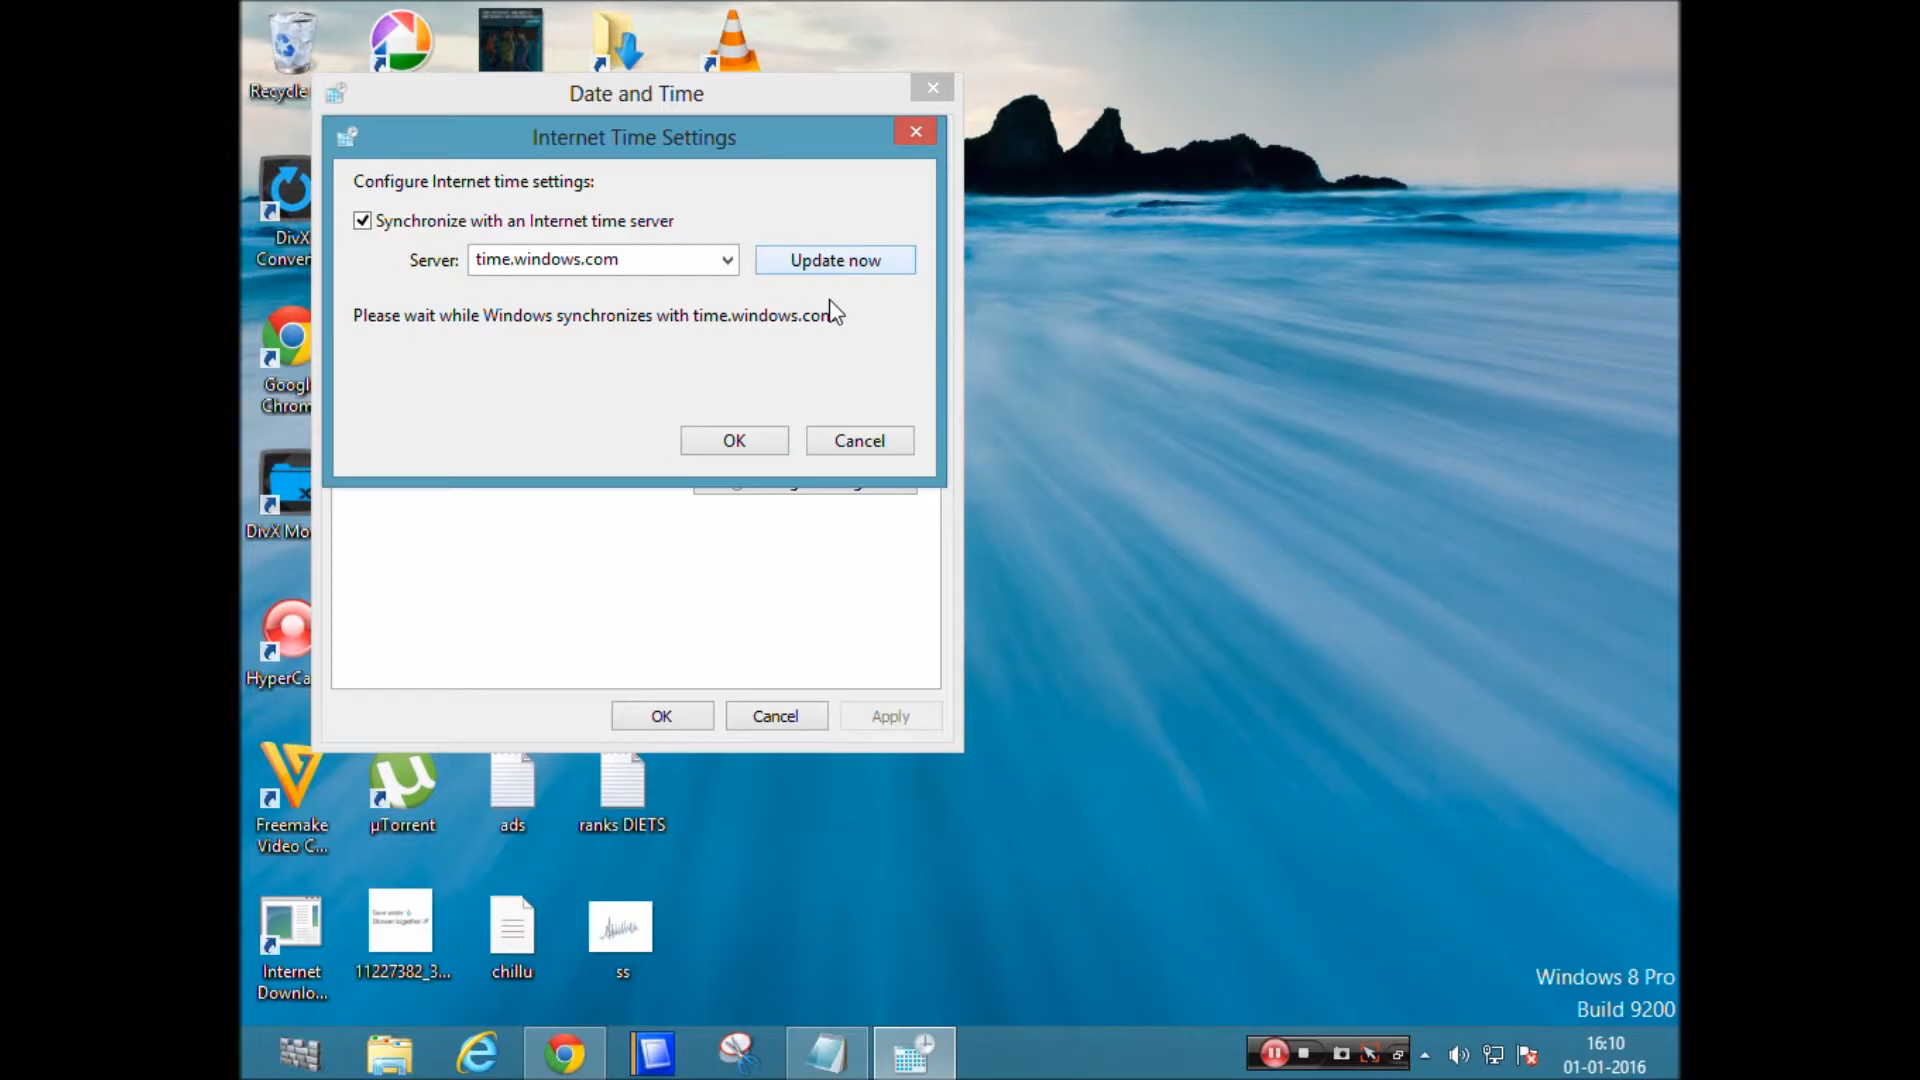 Recycle
Date and Time
Internet Time Settings
Configure Internet time settings:
Synchronize with an Internet time server
Server: time.windows.com Update now
Please wait while Windows synchronizes with time.windows.com
OK Cancel
OK Cancel Apply
DivX
Conver
Googl
Chrom
DivX Mo
HyperCa
Freemake
Video C...
µTorrent
ads
ranks DIETS
Internet
Downlo...
11227382_3...
chillu
ss
Windows 8 Pro
Build 9200
16:10
01-01-2016